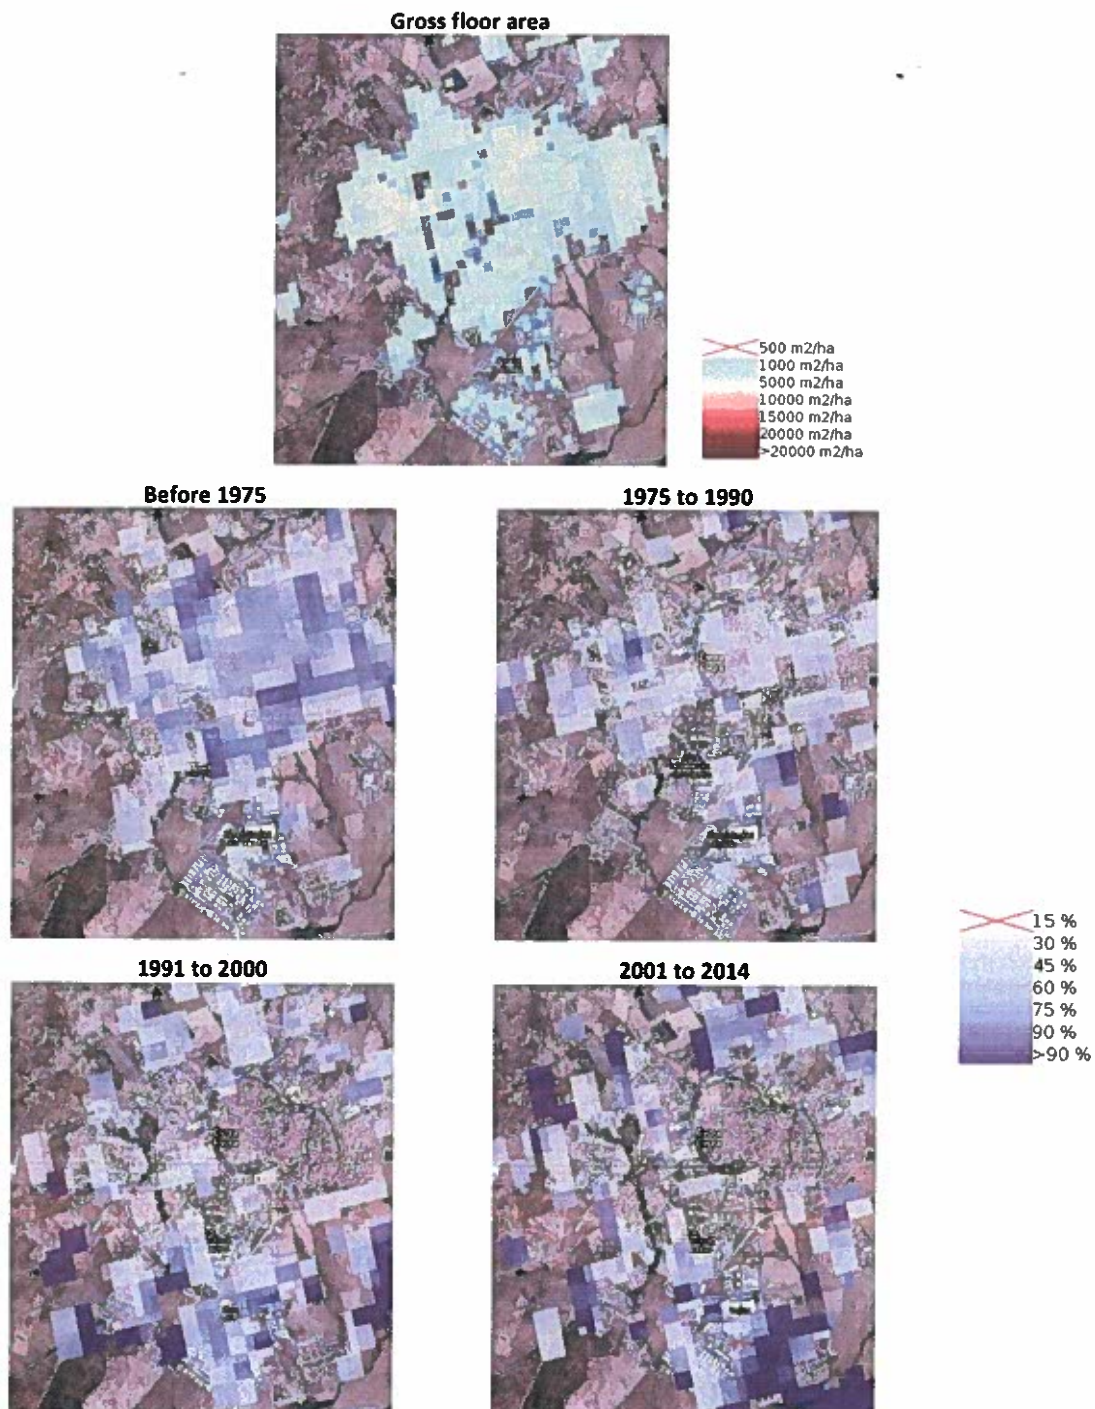 Gross floor area
500 m2/ha
1000 m2/ha
5000 m2/ha
10000 m2/ha
15000 m2/ha
20000 m2/ha
>20000 m2/ha
Before 1975
1975 to 1990
15 %
30 %
45 %
60 %
75 %
90 %
>90 %
1991 to 2000
2001 to 2014